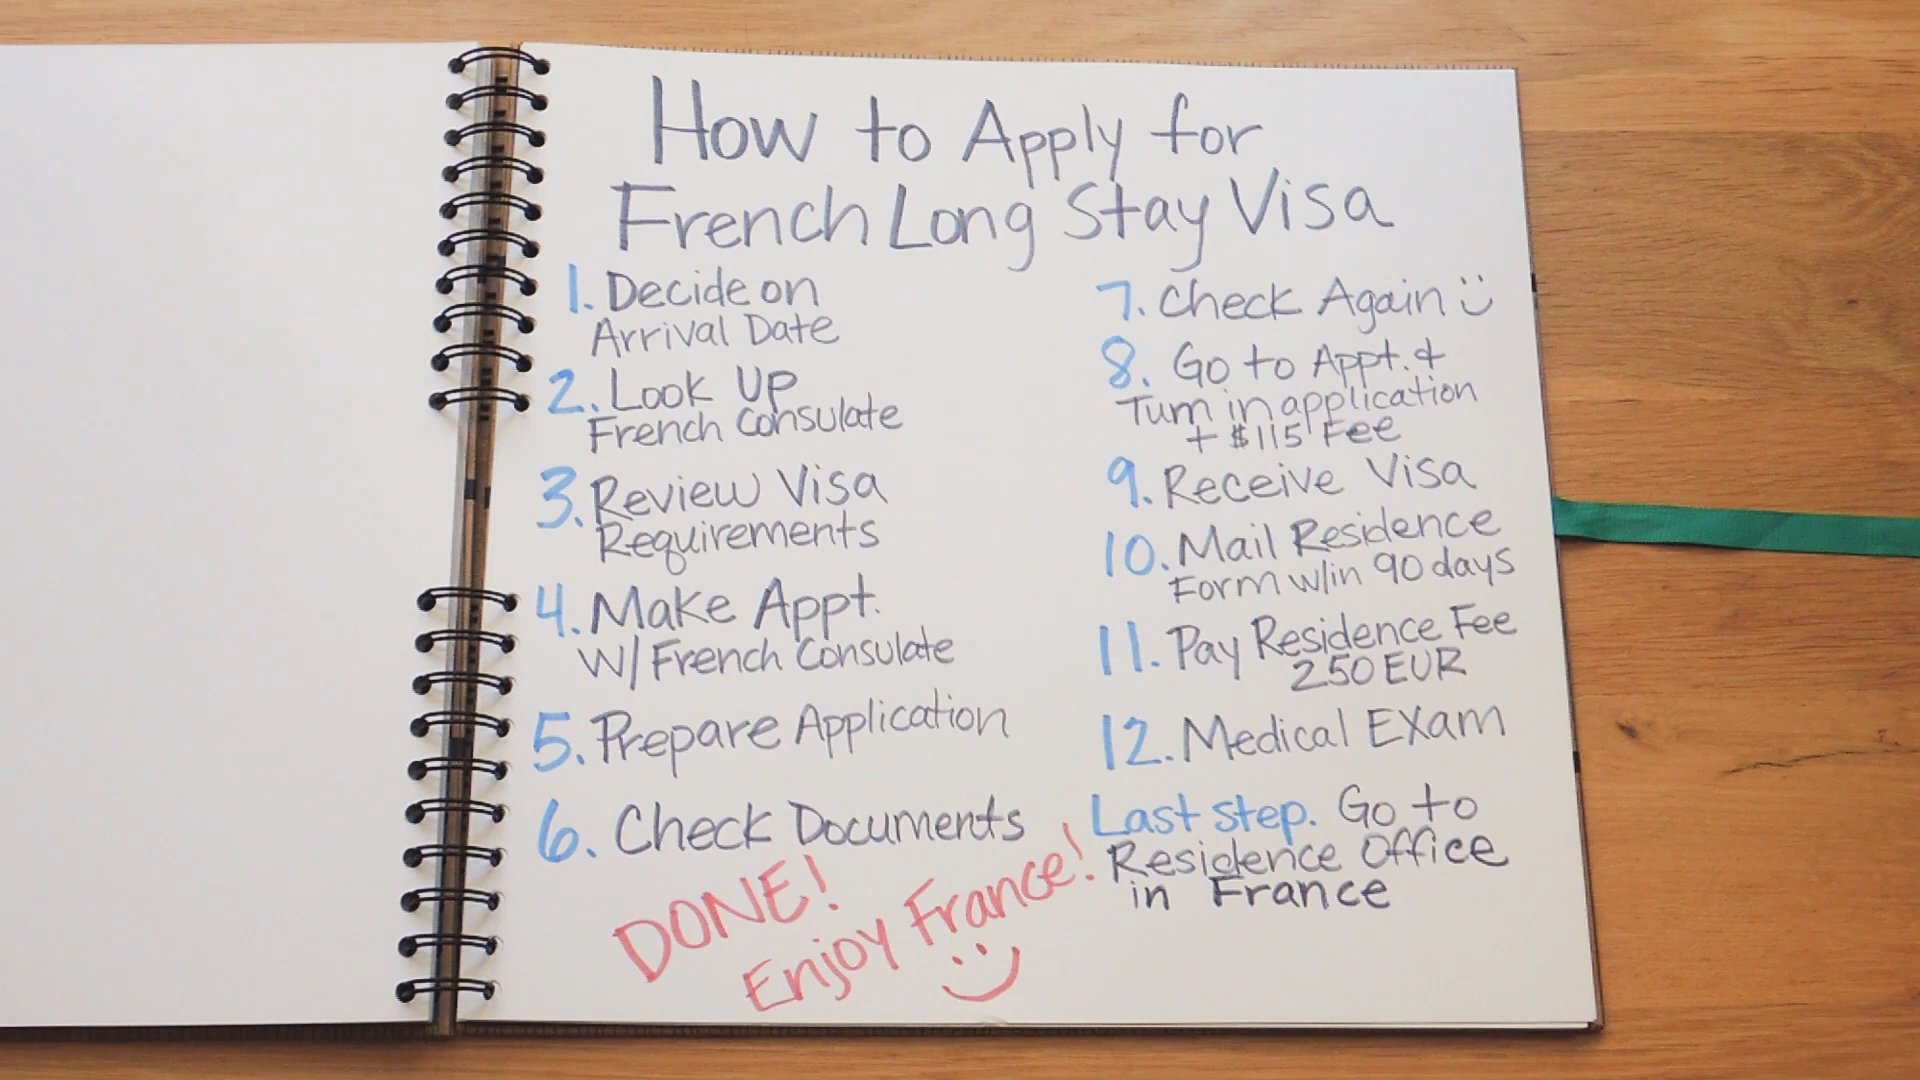 How to Apply for
French Long Stay Visa
1. Decide on
Arrival Date
2. Look Up
French Consulate
3. Review Visa
Requirements
4. Make Appt.
W/ French Consulate
5. Prepare Application
6. Check Documents
7. Check Again :)
8. Go to Appt. +
Turn in application
+ $115 Fee
9. Receive Visa
10. Mail Residence
Form w/in 90 days
11. Pay Residence Fee
250 EUR
12. Medical Exam
Last step. Go to
Residence Office
in France
DONE!
Enjoy France!
:)